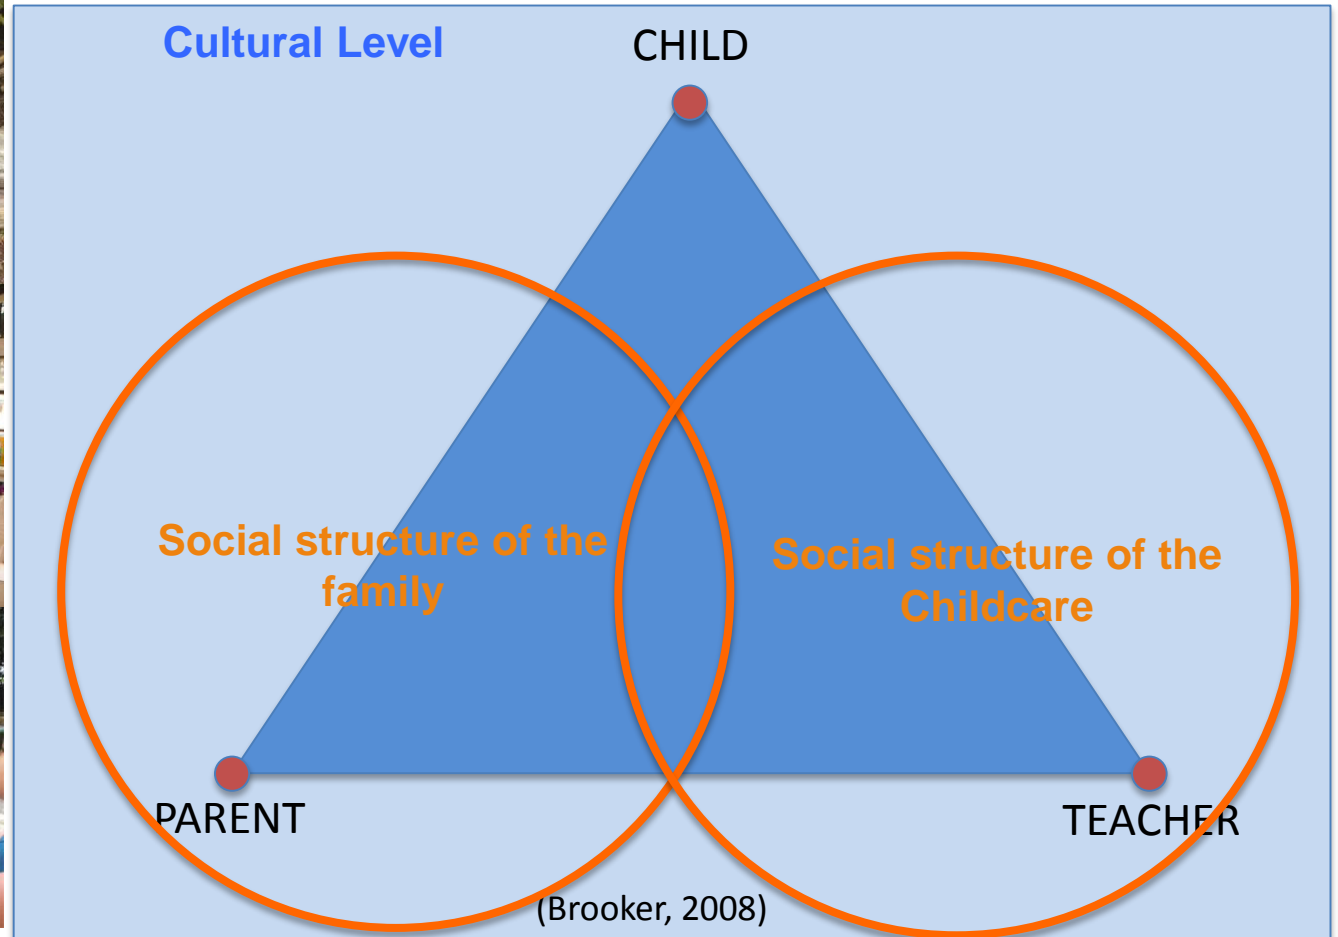 Cultural Level
CHILD
Social structure of the
family
Social structure of the
Childcare
PARENT
TEACHER
(Brooker, 2008)